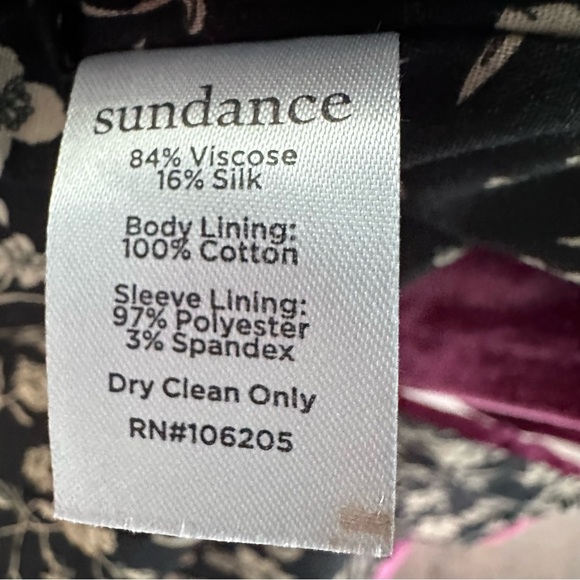 sundance
84% Viscose
16% Silk
Body Lining:
100% Cotton
Sleeve Lining:
97% Polyester
3% Spandex
Dry Clean Only
RN#106205